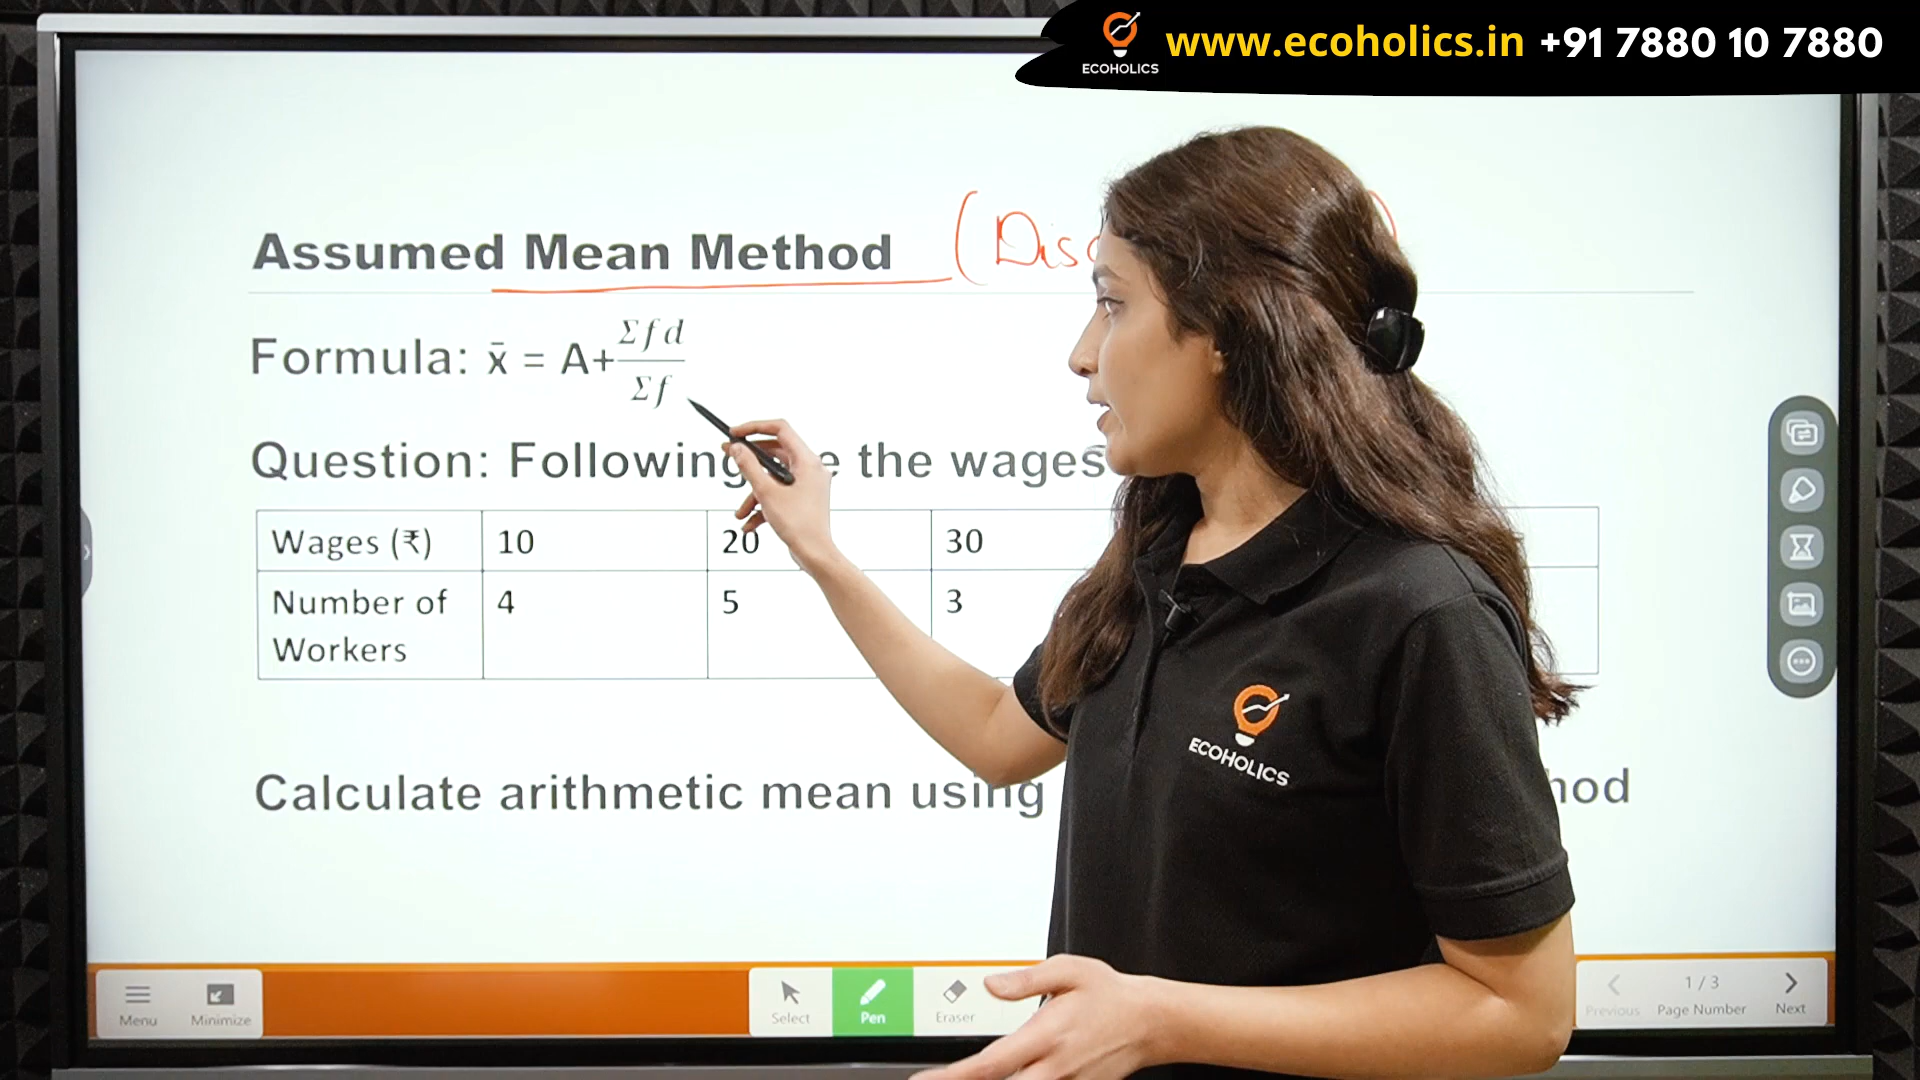 www.ecoholics.in +91 7880 10 7880
ECOHOLICS
Assumed Mean Method
Formula: x̄ = A+ Σfd / Σf
Question: Following the wages
Wages (₹) 10 20 30
Number of Workers 4 5 3
Calculate arithmetic mean using
ECOHOLICS
Menu Minimize Select Pen Eraser Previous 1 / 3 Page Number Next